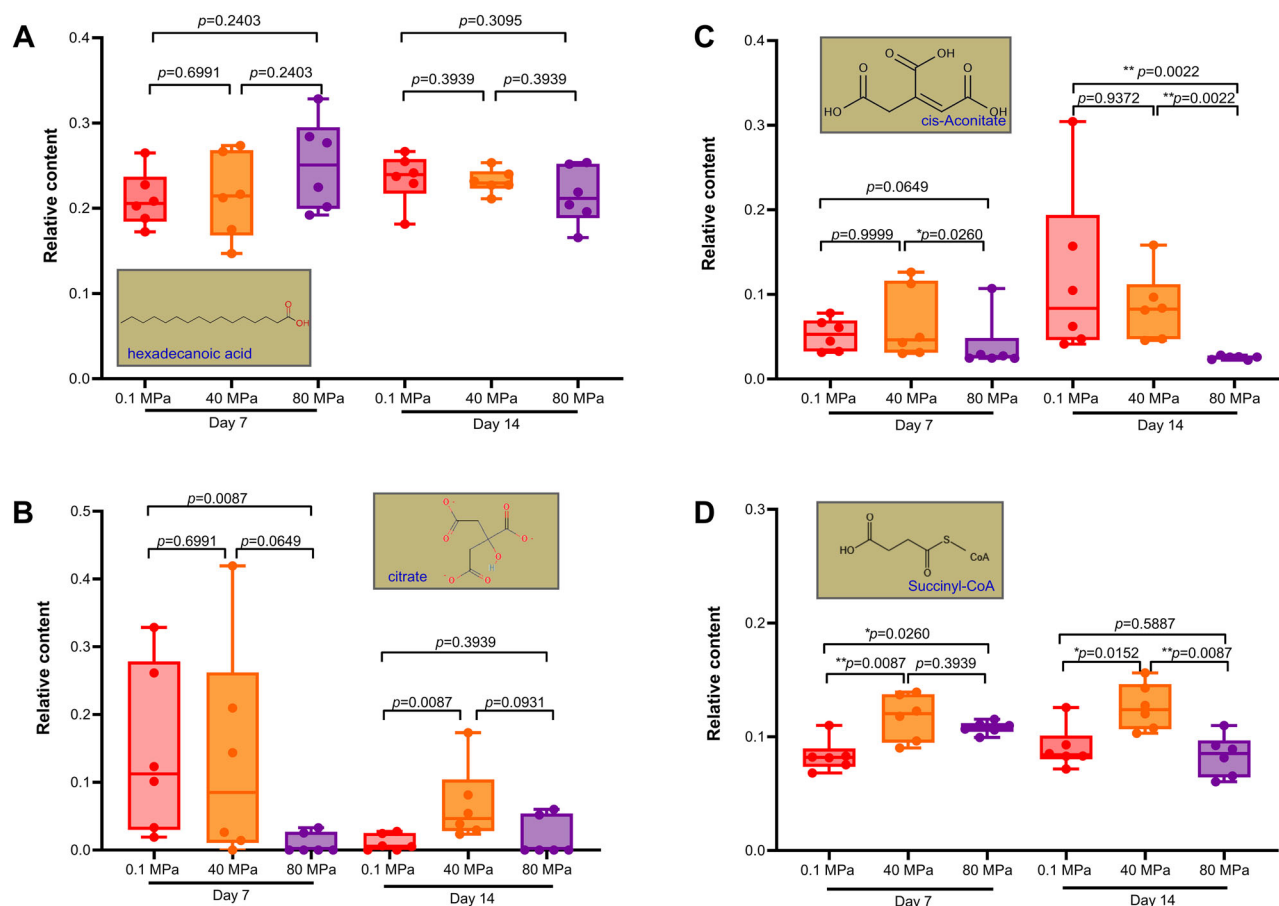 A
p=0.2403
p=0.3095
p=0.6991
p=0.2403
p=0.3939
p=0.3939
0.4
0.3
0.2
0.1
0.0
Relative content
O
OH
hexadecanoic acid
0.1 MPa
40 MPa
80 MPa
0.1 MPa
40 MPa
80 MPa
Day 7
Day 14
C
O
OH
O
HO
O
OH
cis-Aconitate
** p=0.0022
p=0.9372
**p=0.0022
p=0.0649
p=0.9999
*p=0.0260
0.4
0.3
0.2
0.1
0.0
Relative content
0.1 MPa
40 MPa
80 MPa
0.1 MPa
40 MPa
80 MPa
Day 7
Day 14
B
p=0.0087
p=0.6991
p=0.0649
O
O-
O
O-
O
H
O-
O
citrate
p=0.3939
p=0.0087
p=0.0931
0.5
0.4
0.3
0.2
0.1
0.0
Relative content
0.1 MPa
40 MPa
80 MPa
0.1 MPa
40 MPa
80 MPa
Day 7
Day 14
D
O
HO
S
CoA
O
Succinyl-CoA
*p=0.0260
**p=0.0087
p=0.3939
p=0.5887
*p=0.0152
**p=0.0087
0.3
0.2
0.1
0.0
Relative content
0.1 MPa
40 MPa
80 MPa
0.1 MPa
40 MPa
80 MPa
Day 7
Day 14